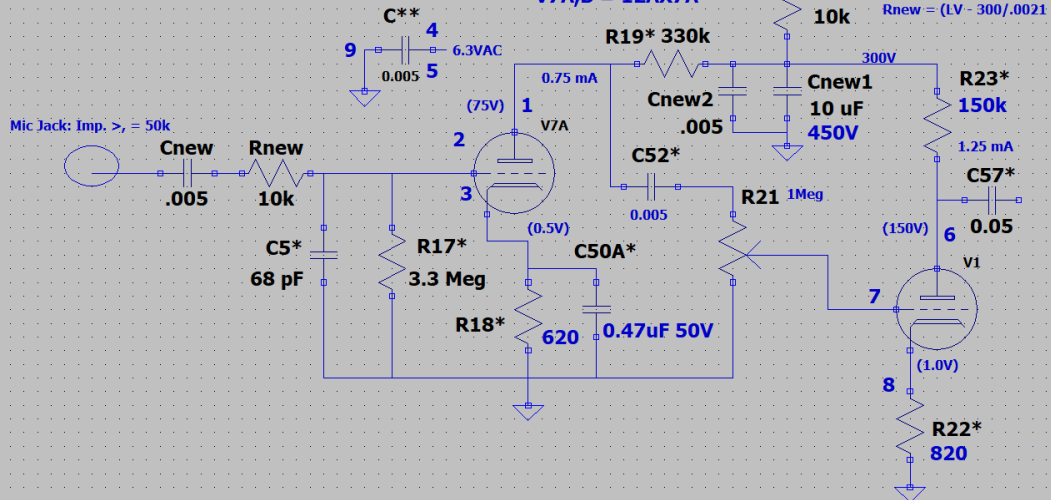 V7A,B = 12AX7A
10k
Rnew = (LV - 300/.0021
C**
4
9
6.3VAC
0.005
5
R19* 330k
300V
0.75 mA
Cnew2
.005
Cnew1
10 uF
450V
R23*
150k
1.25 mA
(75V)
1
V7A
2
3
Mic Jack: Imp. >, = 50k
Cnew
.005
Rnew
10k
C52*
0.005
R21
1Meg
C57*
0.05
(0.5V)
(150V)
6
C5*
68 pF
R17*
3.3 Meg
C50A*
0.47uF 50V
V1
7
R18*
620
(1.0V)
8
R22*
820